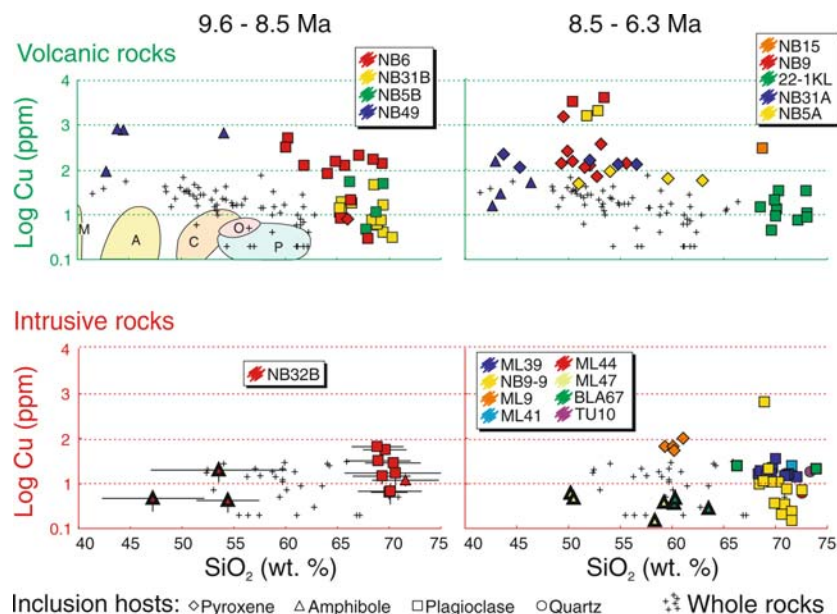 9.6 - 8.5 Ma
8.5 - 6.3 Ma
Volcanic rocks
NB6
NB31B
NB5B
NB49
NB15
NB9
22-1KL
NB31A
NB5A
Log Cu (ppm)
4
3
2
1
0.1
M
A
C
O
P
Intrusive rocks
NB32B
ML39
NB9-9
ML9
ML41
ML44
ML47
BLA67
TU10
Log Cu (ppm)
4
3
2
1
0.1
40 45 50 55 60 65 70 75 45 50 55 60 65 70 75
SiO₂ (wt. %) SiO₂ (wt. %)
Inclusion hosts: Pyroxene Amphibole Plagioclase Quartz Whole rocks